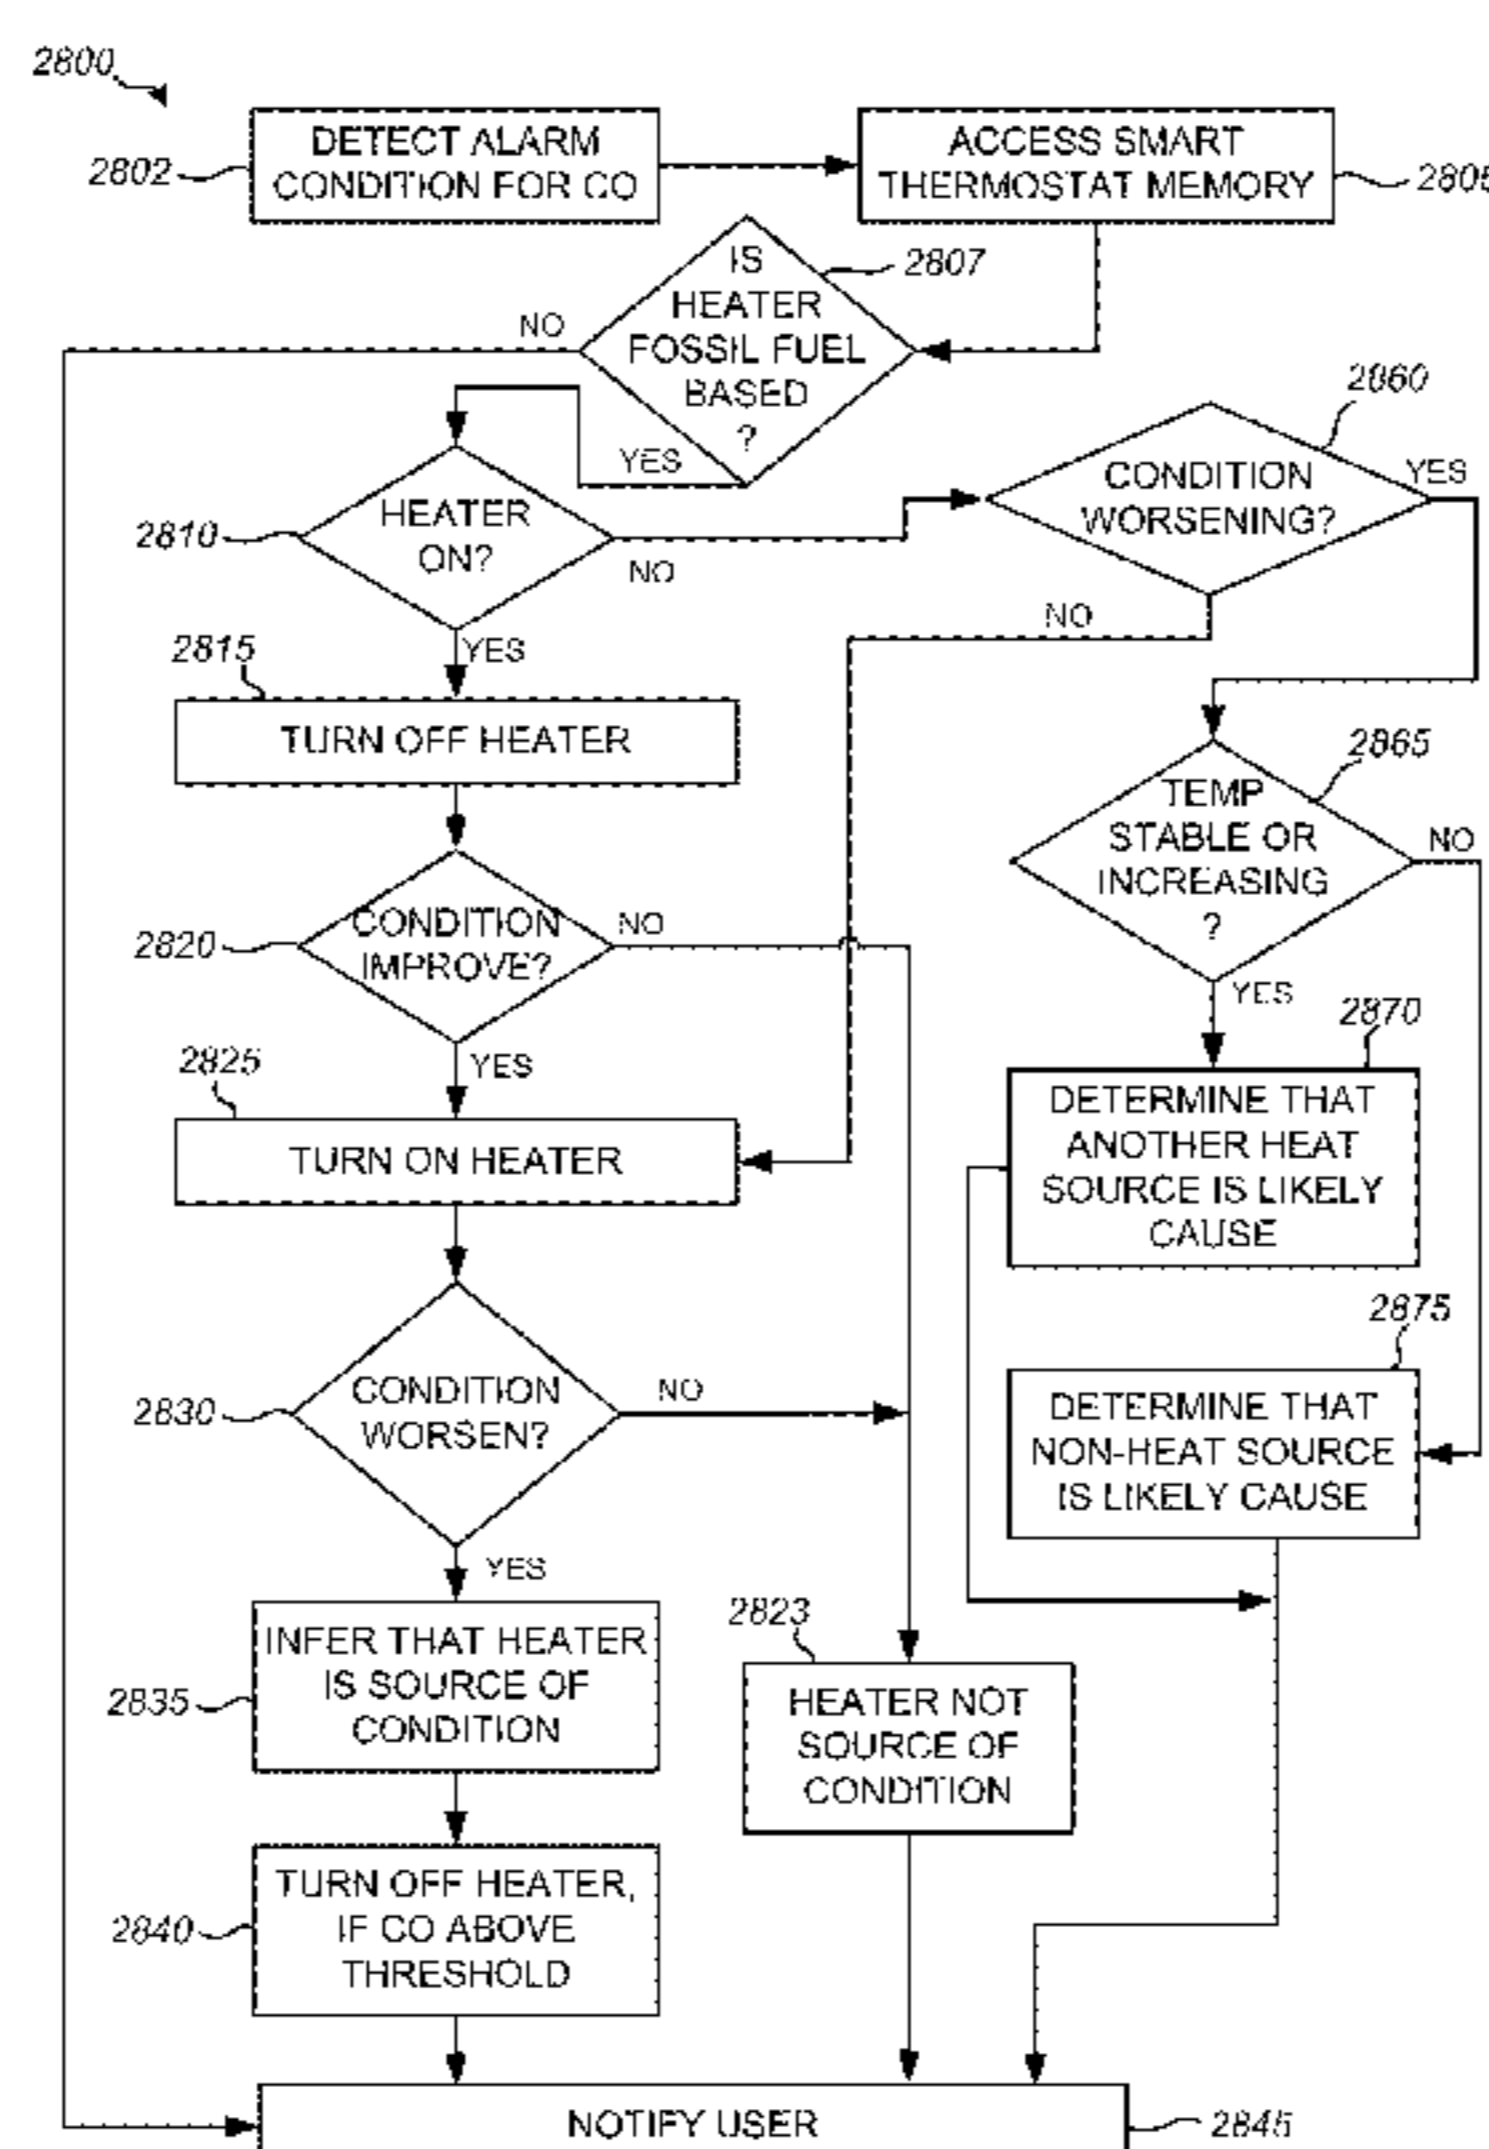 2800
DETECT ALARM
CONDITION FOR CO
2802
ACCESS SMART
THERMOSTAT MEMORY
IS
HEATER
FOSSIL FUEL
BASED
?
2807
NO
YES
HEATER
ON?
2810
NO
YES
CONDITION
WORSENING?
2860
YES
NO
2815
TURN OFF HEATER
TEMP
STABLE OR
INCREASING
?
2865
NO
YES
CONDITION
IMPROVE?
2820
NO
YES
2825
TURN ON HEATER
2870
DETERMINE THAT
ANOTHER HEAT
SOURCE IS LIKELY
CAUSE
2875
DETERMINE THAT
NON-HEAT SOURCE
IS LIKELY CAUSE
CONDITION
WORSEN?
2830
NO
YES
INFER THAT HEATER
IS SOURCE OF
CONDITION
2835
2823
HEATER NOT
SOURCE OF
CONDITION
TURN OFF HEATER,
IF CO ABOVE
THRESHOLD
2840
NOTIFY USER
2845